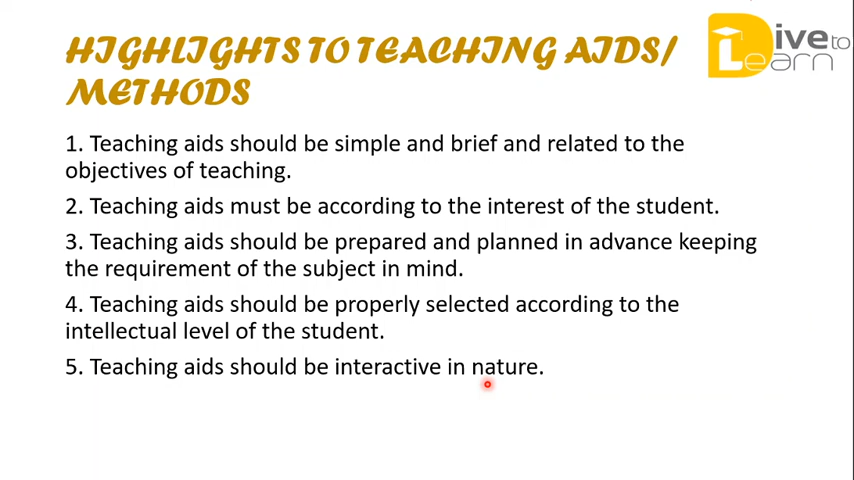 HIGHLIGHTS TO TEACHING AIDS/
METHODS
Dive to
Learn
1. Teaching aids should be simple and brief and related to the
objectives of teaching.
2. Teaching aids must be according to the interest of the student.
3. Teaching aids should be prepared and planned in advance keeping
the requirement of the subject in mind.
4. Teaching aids should be properly selected according to the
intellectual level of the student.
5. Teaching aids should be interactive in nature.